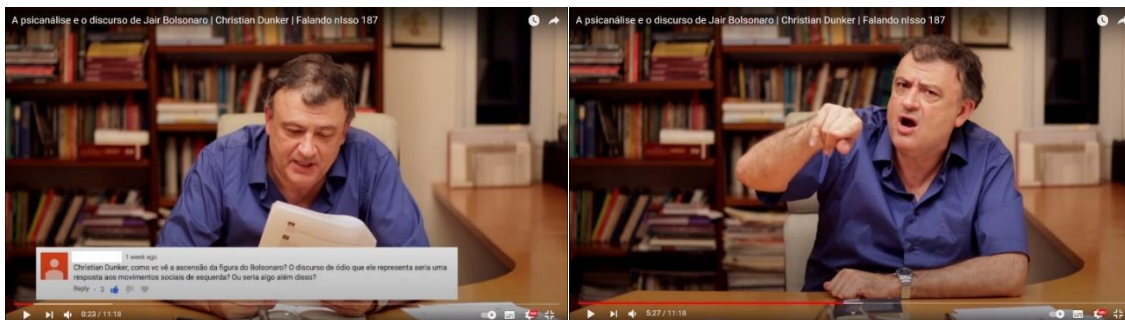 A psicanálise e o discurso de Jair Bolsonaro | Christian Dunker | Falando nIsso 187
1 week ago
Christian Dunker, como vc vê a ascensão da figura do Bolsonaro? O discurso de ódio que ele representa seria uma
resposta aos movimentos sociais de esquerda? Ou seria algo além disso?
Reply · 2
0:23 / 11:18
A psicanálise e o discurso de Jair Bolsonaro | Christian Dunker | Falando nIsso 187
5:27 / 11:18